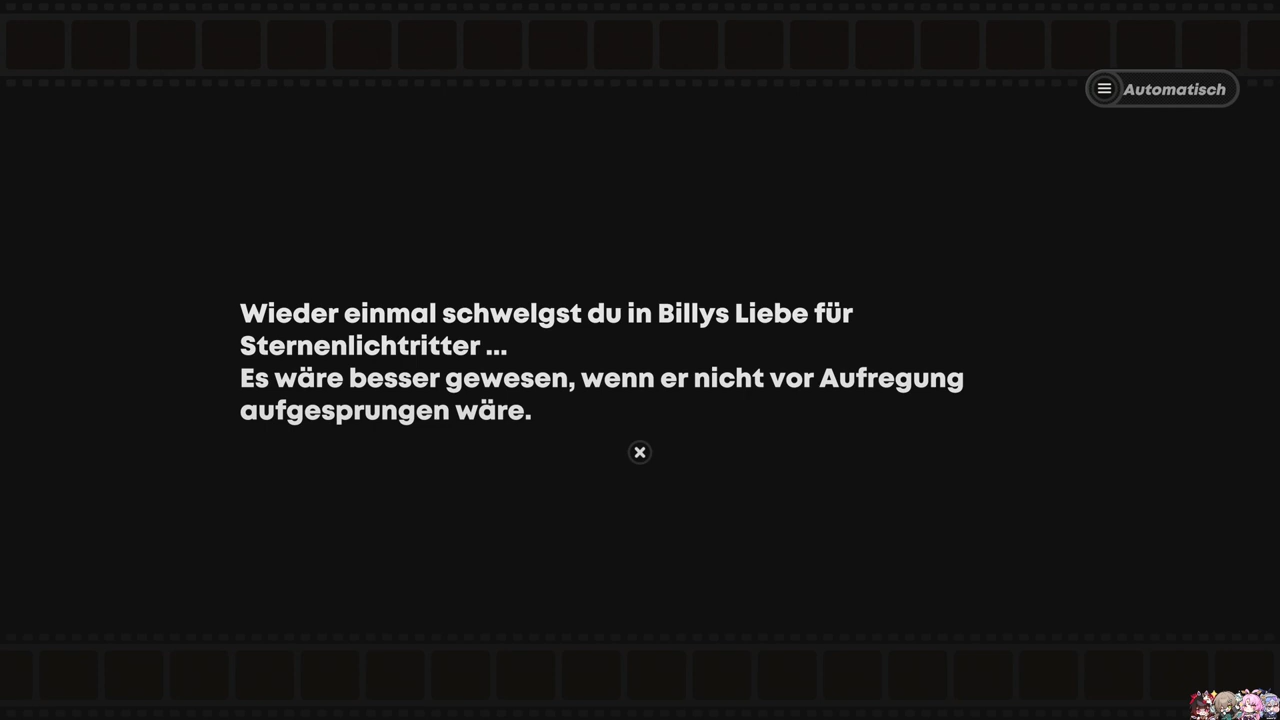 Automatisch
Wieder einmal schwelgst du in Billys Liebe für
Sternenlichtritter ...
Es wäre besser gewesen, wenn er nicht vor Aufregung
aufgesprungen wäre.